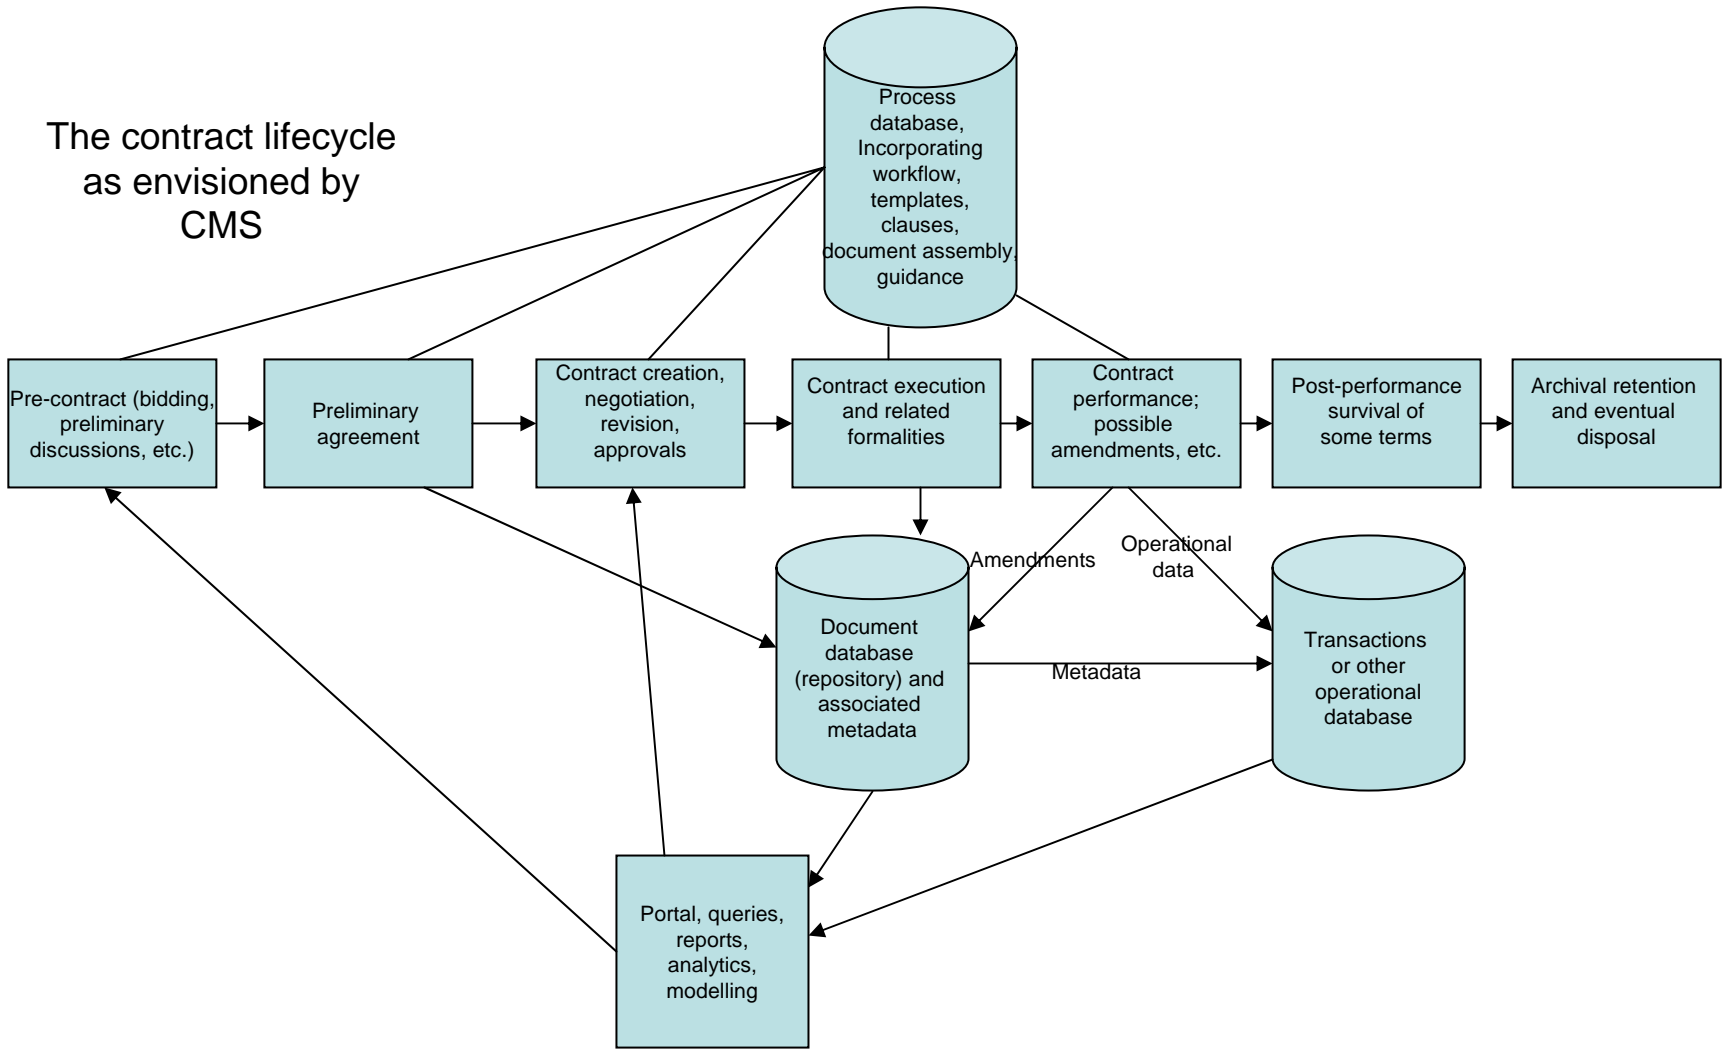 The contract lifecycle
as envisioned by
CMS
Process
database,
Incorporating
workflow,
templates,
clauses,
document assembly,
guidance
Pre-contract (bidding,
preliminary
discussions, etc.)
Preliminary
agreement
Contract creation,
negotiation,
revision,
approvals
Contract execution
and related
formalities
Contract
performance;
possible
amendments, etc.
Post-performance
survival of
some terms
Archival retention
and eventual
disposal
Amendments
Operational
data
Document
database
(repository) and
associated
metadata
Metadata
Transactions
or other
operational
database
Portal, queries,
reports,
analytics,
modelling